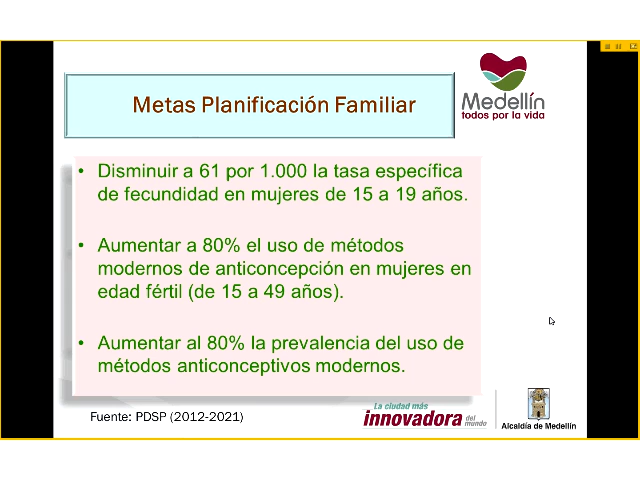 Metas Planificación Familiar
Medellín
todos por la vida
• Disminuir a 61 por 1.000 la tasa específica
de fecundidad en mujeres de 15 a 19 años.
• Aumentar a 80% el uso de métodos
modernos de anticoncepción en mujeres en
edad fértil (de 15 a 49 años).
• Aumentar al 80% la prevalencia del uso de
métodos anticonceptivos modernos.
Fuente: PDSP (2012-2021)
La ciudad más
innovadora del
mundo
Alcaldía de Medellín